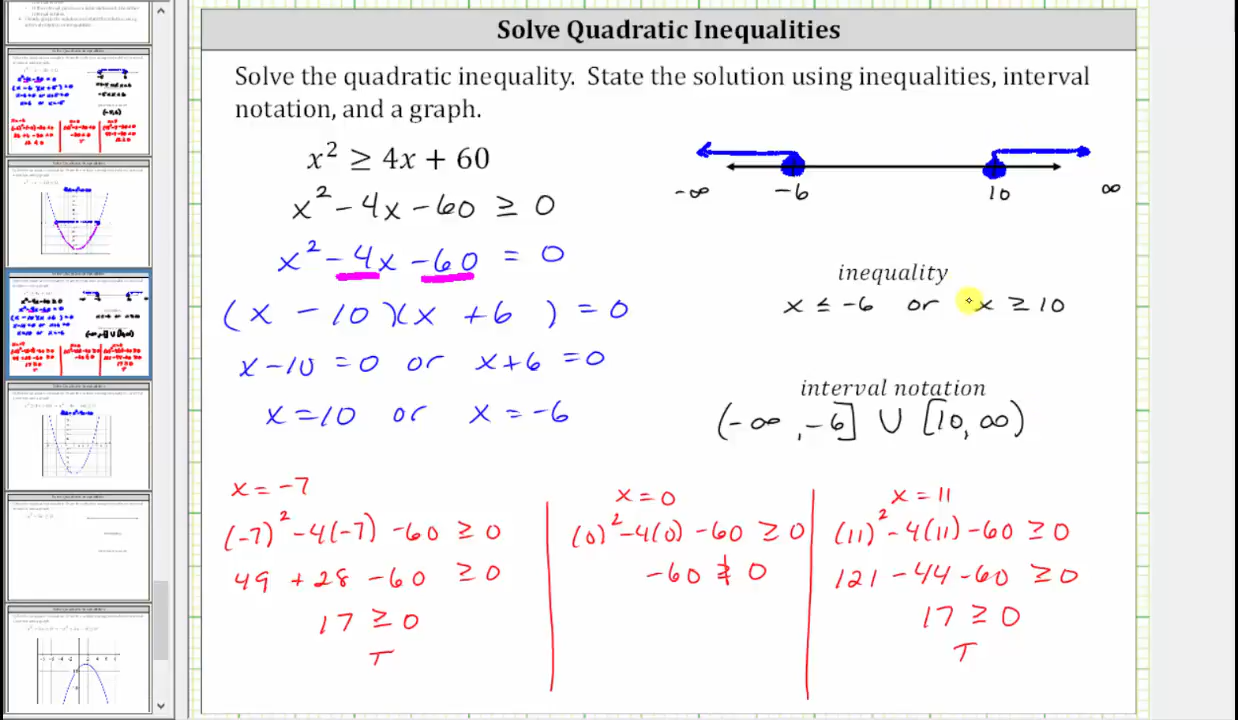 Solve Quadratic Inequalities
Solve the quadratic inequality. State the solution using inequalities, interval
notation, and a graph.
x² ≥ 4x + 60
x² - 4x - 60 ≥ 0
x² - 4x - 60 = 0
(x - 10)(x + 6) = 0
x - 10 = 0 or x + 6 = 0
x = 10 or x = -6
-∞ -6 10 ∞
inequality
x ≤ -6 or x ≥ 10
interval notation
(-∞, -6] ∪ [10, ∞)
x = -7
(-7)² - 4(-7) - 60 ≥ 0
49 + 28 - 60 ≥ 0
17 ≥ 0
T
x = 0
(0)² - 4(0) - 60 ≥ 0
-60 ≱ 0
x = 11
(11)² - 4(11) - 60 ≥ 0
121 - 44 - 60 ≥ 0
17 ≥ 0
T